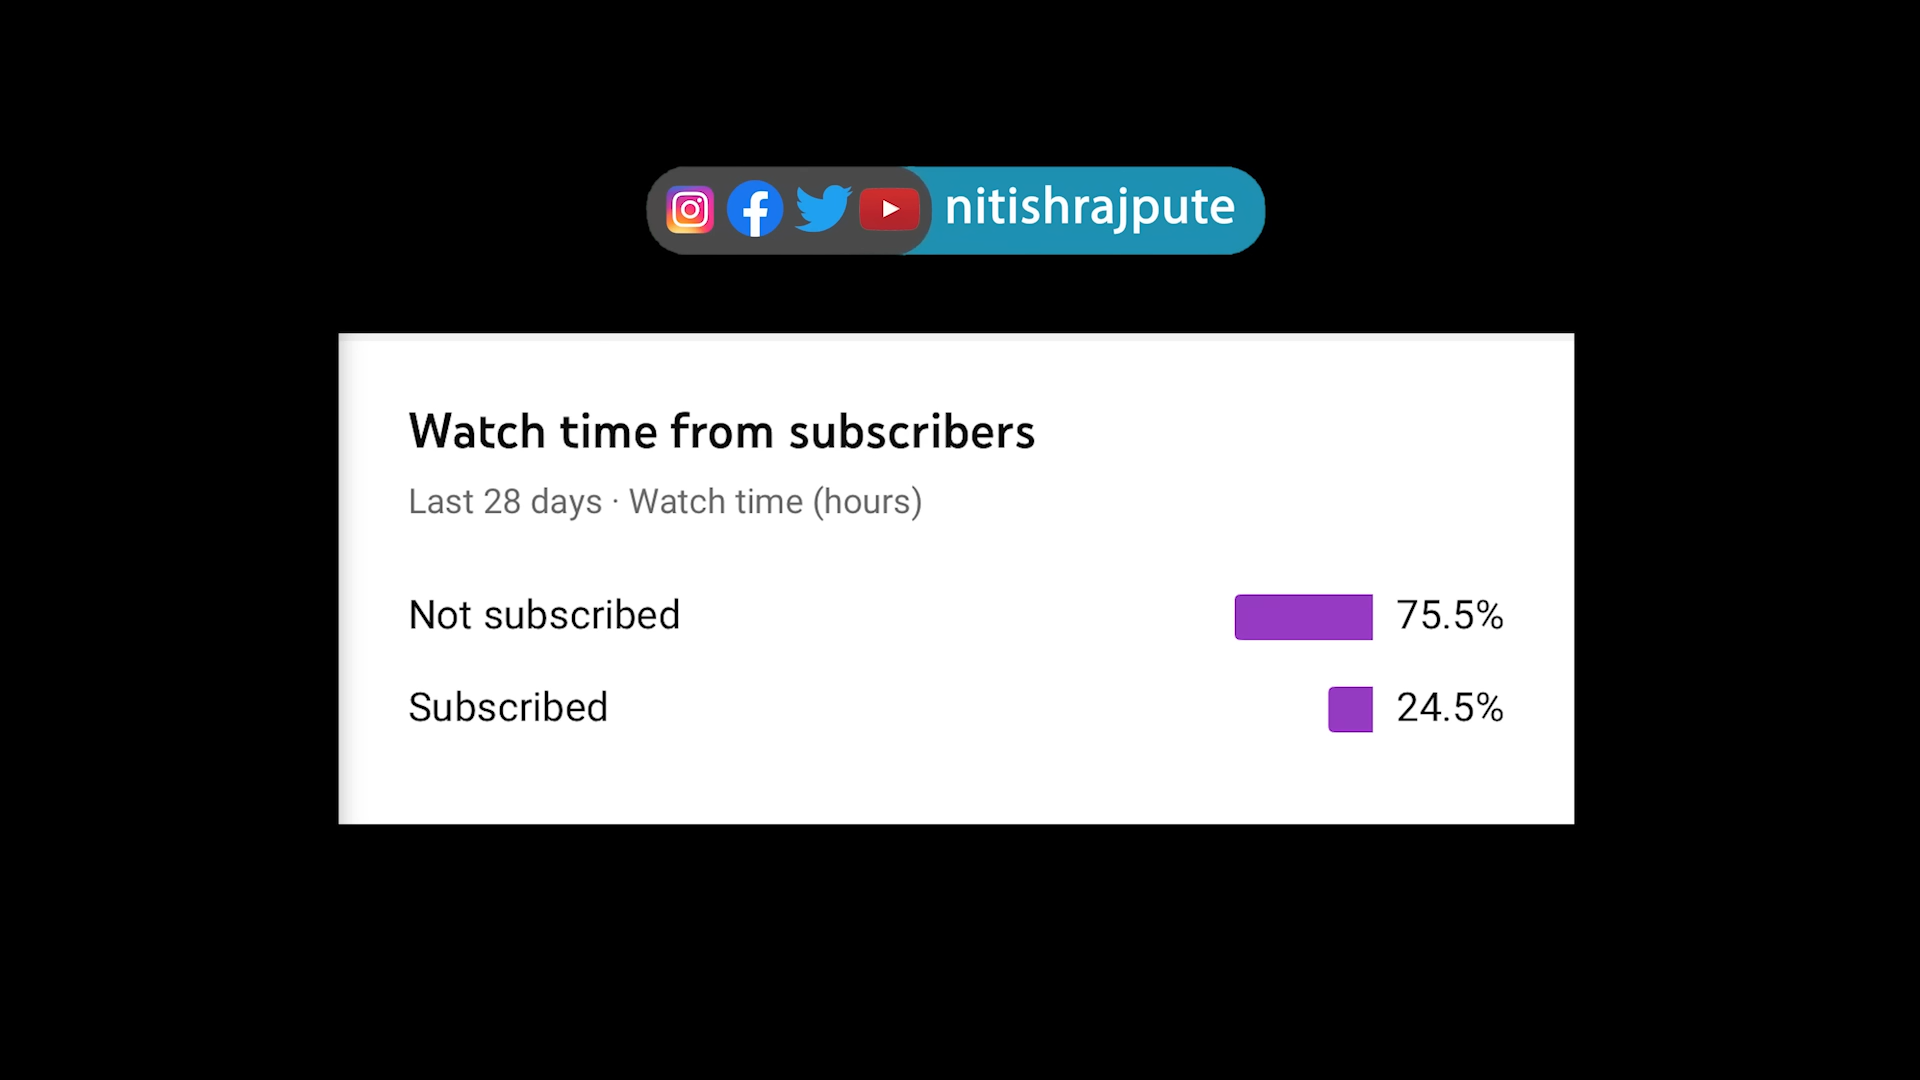 nitishrajpute
Watch time from subscribers
Last 28 days · Watch time (hours)
Not subscribed 75.5%
Subscribed 24.5%